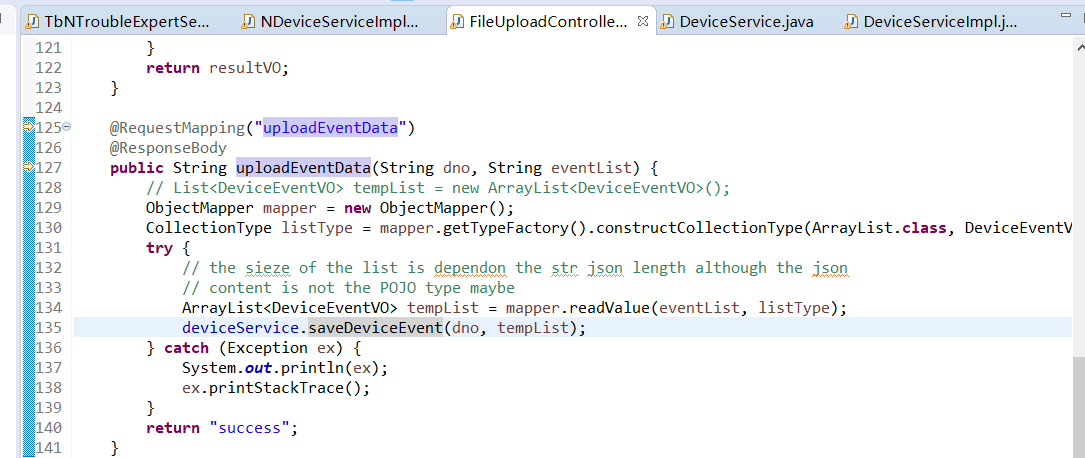 TbNTroubleExpertSe...
NDeviceServiceImpl...
FileUploadControlle...
DeviceService.java
DeviceServiceImpl.j...
121 }
122 return resultVO;
123 }
124
125 @RequestMapping("uploadEventData")
126 @ResponseBody
127 public String uploadEventData(String dno, String eventList) {
128 // List<DeviceEventVO> tempList = new ArrayList<DeviceEventVO>();
129 ObjectMapper mapper = new ObjectMapper();
130 CollectionType listType = mapper.getTypeFactory().constructCollectionType(ArrayList.class, DeviceEventV
131 try {
132 // the sieze of the list is dependon the str json length although the json
133 // content is not the POJO type maybe
134 ArrayList<DeviceEventVO> tempList = mapper.readValue(eventList, listType);
135 deviceService.saveDeviceEvent(dno, tempList);
136 } catch (Exception ex) {
137 System.out.println(ex);
138 ex.printStackTrace();
139 }
140 return "success";
141 }